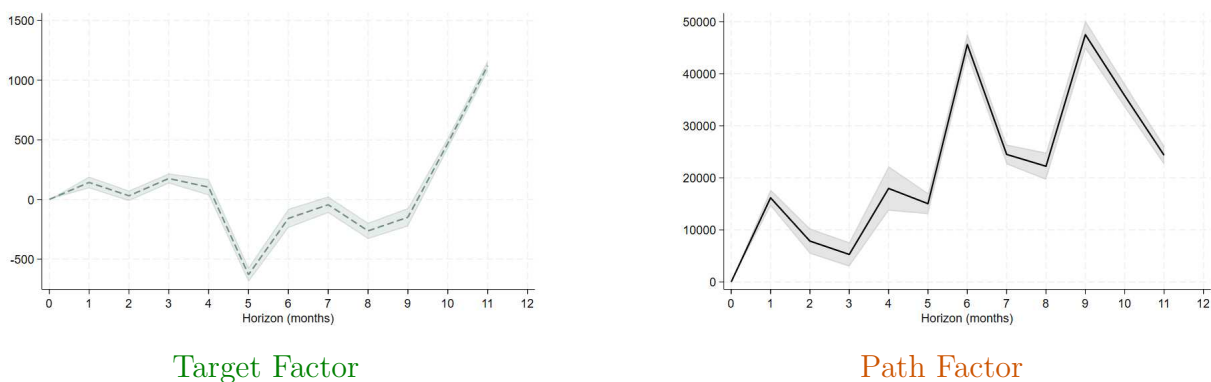 1500
1000
500
0
-500
0 1 2 3 4 5 6 7 8 9 10 11 12
Horizon (months)
Target Factor
50000
40000
30000
20000
10000
0
0 1 2 3 4 5 6 7 8 9 10 11 12
Horizon (months)
Path Factor